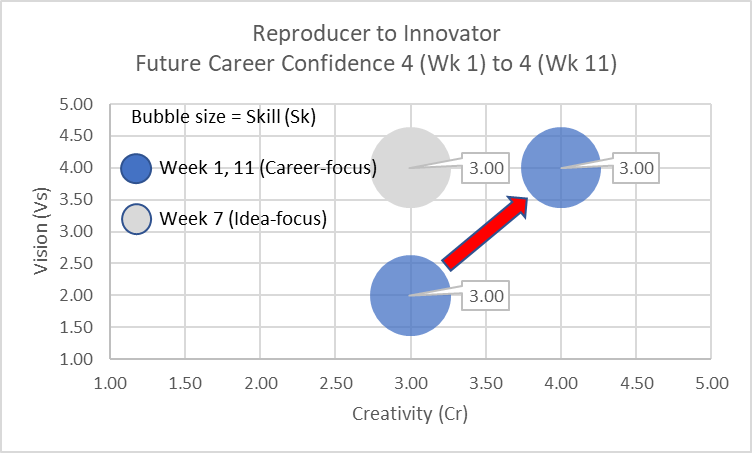 Reproducer to Innovator
Future Career Confidence 4 (Wk 1) to 4 (Wk 11)
5.00
Bubble size = Skill (Sk)
4.50
4.00
Week 1, 11 (Career-focus)
3.00
3.00
3.50
Week 7 (Idea-focus)
3.00
2.50
2.00
3.00
1.50
1.00
Vision (Vs)
1.00 1.50 2.00 2.50 3.00 3.50 4.00 4.50 5.00
Creativity (Cr)